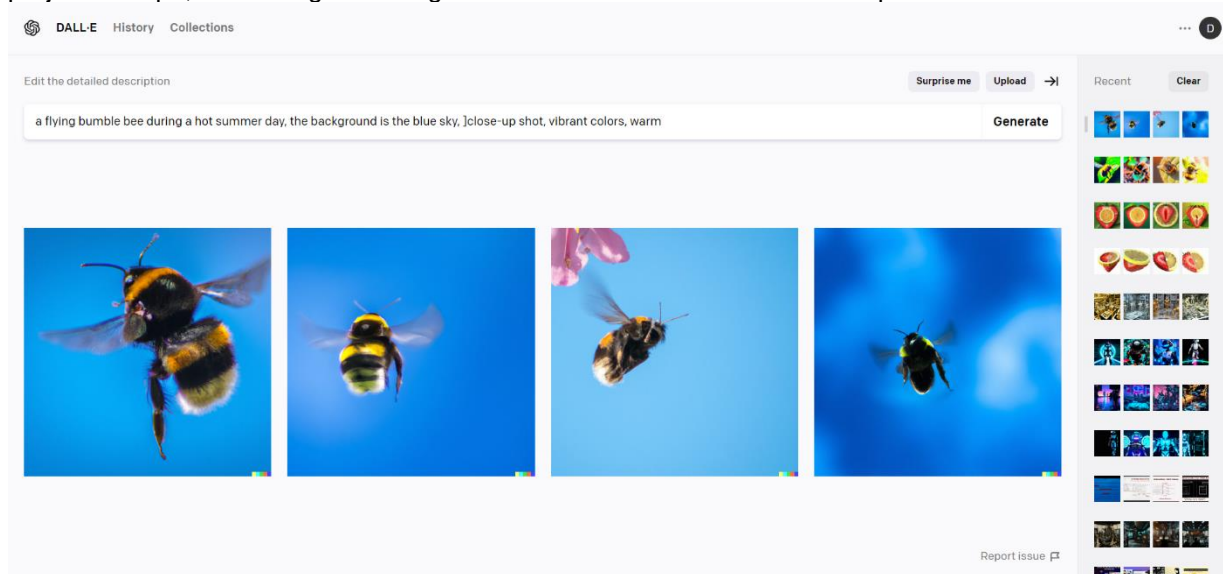 DALL·E History Collections
... D
Edit the detailed description
Surprise me Upload
Recent Clear
a flying bumble bee during a hot summer day, the background is the blue sky, ]close-up shot, vibrant colors, warm
Generate
Report issue